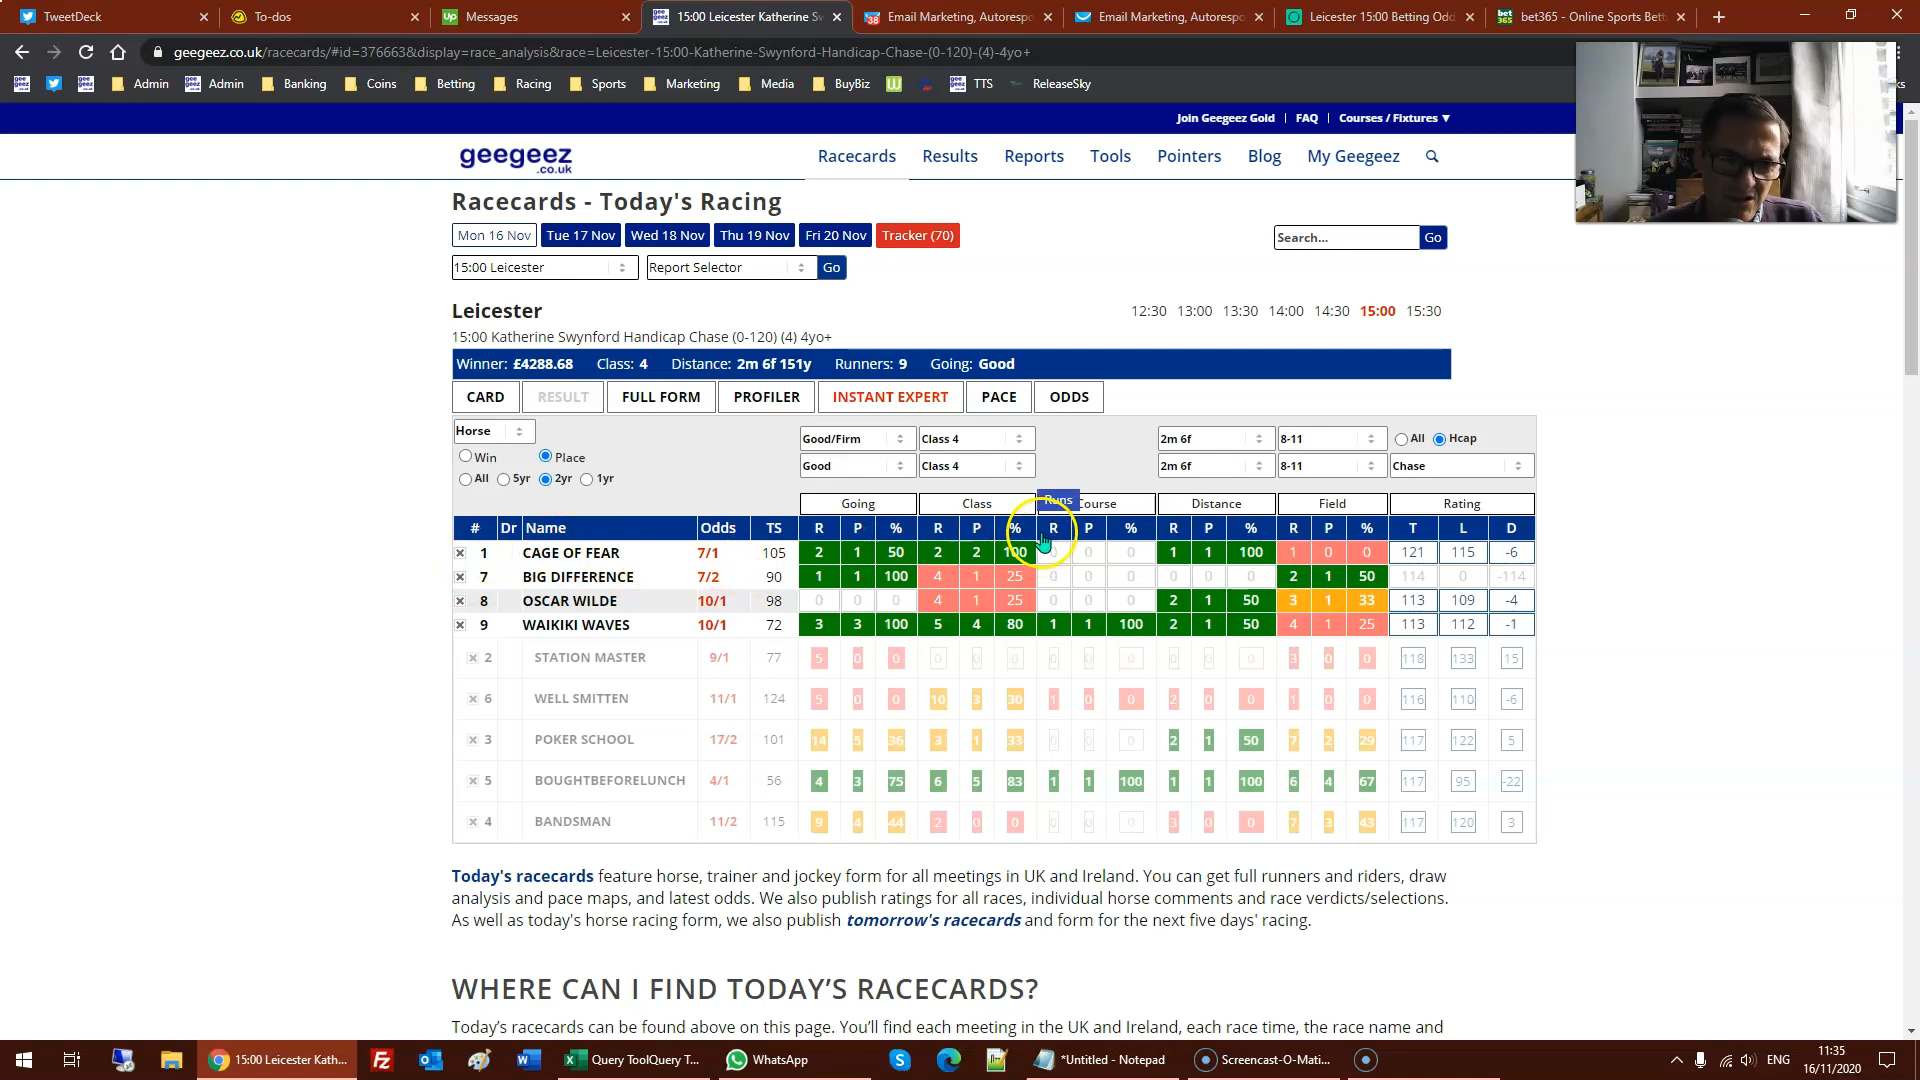 TweetDeck
To-dos
Messages
15:00 Leicester Katherine Sw
Email Marketing, Autorespo
Email Marketing, Autorespo
Leicester 15:00 Betting Odd
bet365 - Online Sports Bett
geegeez.co.uk/racecards/#id=376663&display=race_analysis&race=Leicester-15:00-Katherine-Swynford-Handicap-Chase-(0-120)-(4)-4yo+
Admin Admin Banking Coins Betting Racing Sports Marketing Media BuyBiz TTS ReleaseSky
Join Geegeez Gold | FAQ | Courses / Fixtures ▼
geegeez.co.uk
Racecards Results Reports Tools Pointers Blog My Geegeez
Racecards - Today's Racing
Mon 16 Nov Tue 17 Nov Wed 18 Nov Thu 19 Nov Fri 20 Nov Tracker (70)
Search... Go
15:00 Leicester Report Selector Go
Leicester
12:30 13:00 13:30 14:00 14:30 15:00 15:30
15:00 Katherine Swynford Handicap Chase (0-120) (4) 4yo+
Winner: £4288.68 Class: 4 Distance: 2m 6f 151y Runners: 9 Going: Good
CARD RESULT FULL FORM PROFILER INSTANT EXPERT PACE ODDS
Horse
Win Place
All 5yr 2yr 1yr
Good/Firm Class 4 2m 6f 8-11 All Hcap
Good Class 4 2m 6f 8-11 Chase
Going Class Runs Course Distance Field Rating
# Dr Name Odds TS R P % R P % R P % R P % R P % T L D
1 CAGE OF FEAR 7/1 105 2 1 50 2 2 100 0 0 0 1 1 100 1 0 0 121 115 -6
7 BIG DIFFERENCE 7/2 90 1 1 100 4 1 25 0 0 0 0 0 0 2 1 50 114 0 -114
8 OSCAR WILDE 10/1 98 0 0 0 4 1 25 0 0 0 2 1 50 3 1 33 113 109 -4
9 WAIKIKI WAVES 10/1 72 3 3 100 5 4 80 1 1 100 2 1 50 4 1 25 113 112 -1
2 STATION MASTER 9/1 77 5 0 0 0 0 0 0 0 0 0 0 0 3 0 0 118 133 15
6 WELL SMITTEN 11/1 124 5 0 0 10 3 30 1 0 0 2 0 0 1 0 0 116 110 -6
3 POKER SCHOOL 17/2 101 14 5 36 3 1 33 0 0 0 2 1 50 7 2 29 117 122 5
5 BOUGHTBEFORELUNCH 4/1 56 4 3 75 6 5 83 1 1 100 1 1 100 6 4 67 117 95 -22
4 BANDSMAN 11/2 115 9 4 44 2 0 0 0 0 0 3 0 0 7 3 43 117 120 3
Today's racecards feature horse, trainer and jockey form for all meetings in UK and Ireland. You can get full runners and riders, draw
analysis and pace maps, and latest odds. We also publish ratings for all races, individual horse comments and race verdicts/selections.
As well as today's horse racing form, we also publish tomorrow's racecards and form for the next five days' racing.
WHERE CAN I FIND TODAY'S RACECARDS?
Today's racecards can be found above on this page. You'll find each meeting in the UK and Ireland, each race time, the race name and
15:00 Leicester Kath...
Query ToolQuery T...
WhatsApp
*Untitled - Notepad
Screencast-O-Mati...
ENG
11:35
16/11/2020